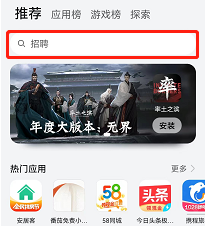 推荐 应用榜 游戏榜 探索
招聘
率
率土之滨
年度大版本:无界
安装
热门应用 更多
58
头条
安居客 番茄免费小... 58同城 今日头条极... 携程旅